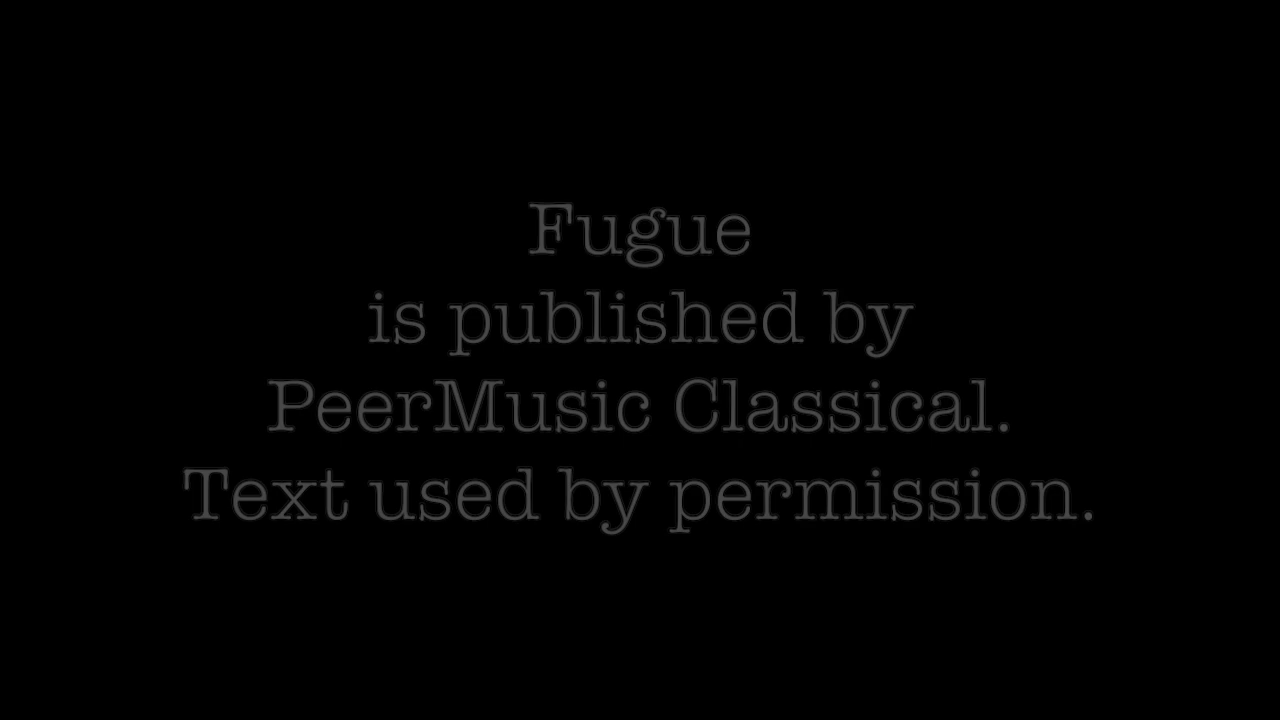 Fugue
is published by
PeerMusic Classical.
Text used by permission.